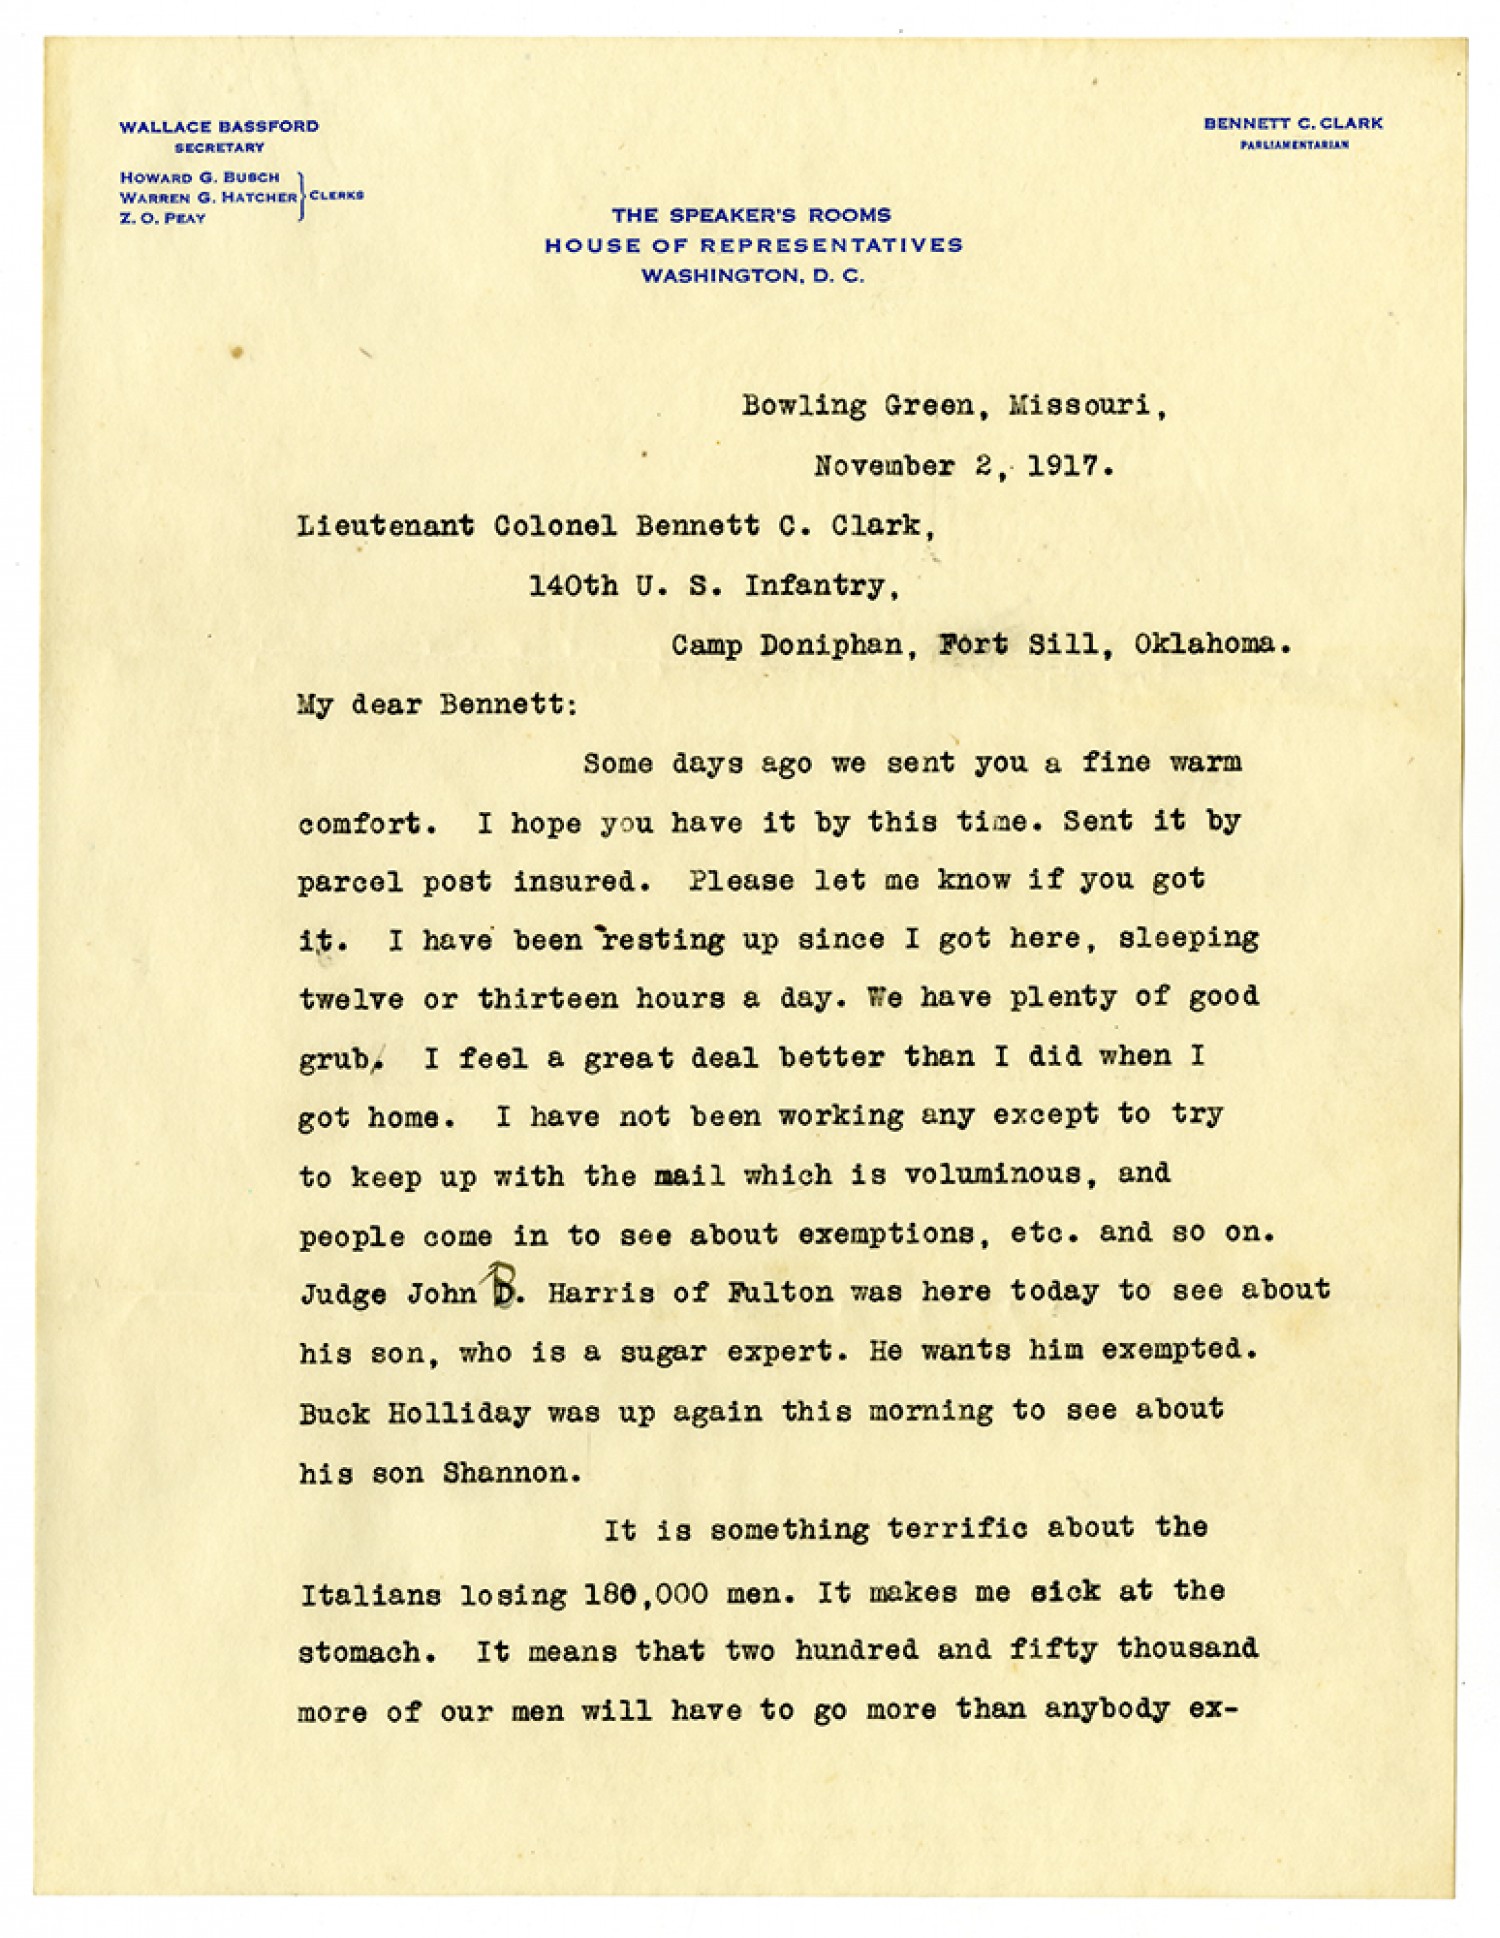 WALLACE BASSFORD
SECRETARY
HOWARD G. BUSCH
WARREN G. HATCHER
Z. O. PEAY
CLERKS
BENNETT C. CLARK
PARLIAMENTARIAN
THE SPEAKER'S ROOMS
HOUSE OF REPRESENTATIVES
WASHINGTON, D. C.
Bowling Green, Missouri,
November 2, 1917.
Lieutenant Colonel Bennett C. Clark,
140th U. S. Infantry,
Camp Doniphan, Fort Sill, Oklahoma.
My dear Bennett:
Some days ago we sent you a fine warm
comfort. I hope you have it by this time. Sent it by
parcel post insured. Please let me know if you got
it. I have been resting up since I got here, sleeping
twelve or thirteen hours a day. We have plenty of good
grub. I feel a great deal better than I did when I
got home. I have not been working any except to try
to keep up with the mail which is voluminous, and
people come in to see about exemptions, etc. and so on.
Judge John B. Harris of Fulton was here today to see about
his son, who is a sugar expert. He wants him exempted.
Buck Holliday was up again this morning to see about
his son Shannon.
It is something terrific about the
Italians losing 180,000 men. It makes me sick at the
stomach. It means that two hundred and fifty thousand
more of our men will have to go more than anybody ex-